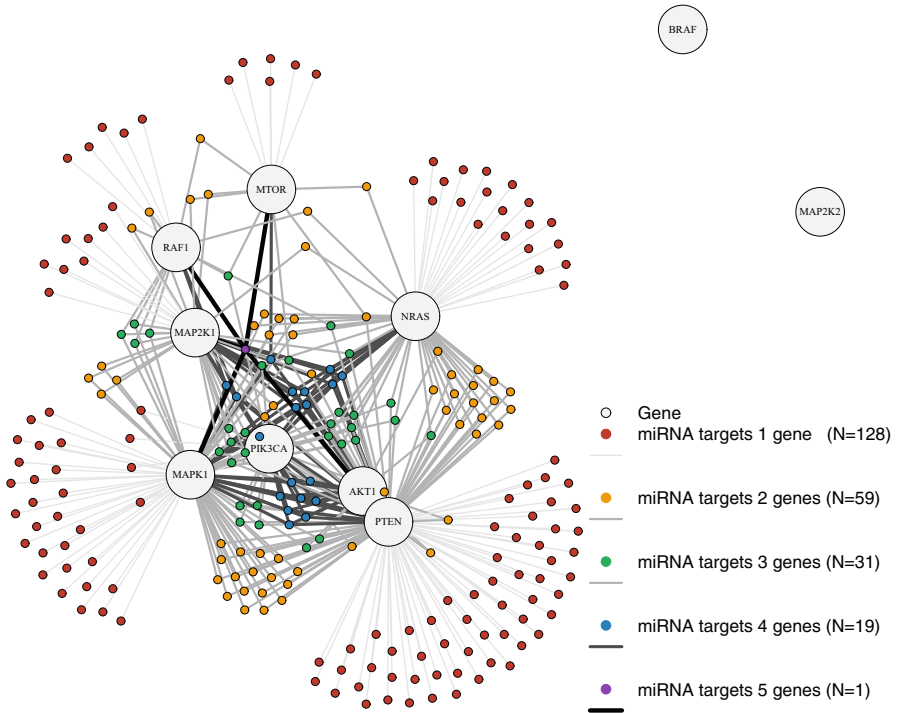 BRAF
MTOR
MAP2K2
RAF1
NRAS
MAP2K1
PIK3CA
MAPK1
AKT1
PTEN
Gene
miRNA targets 1 gene (N=128)
miRNA targets 2 genes (N=59)
miRNA targets 3 genes (N=31)
miRNA targets 4 genes (N=19)
miRNA targets 5 genes (N=1)